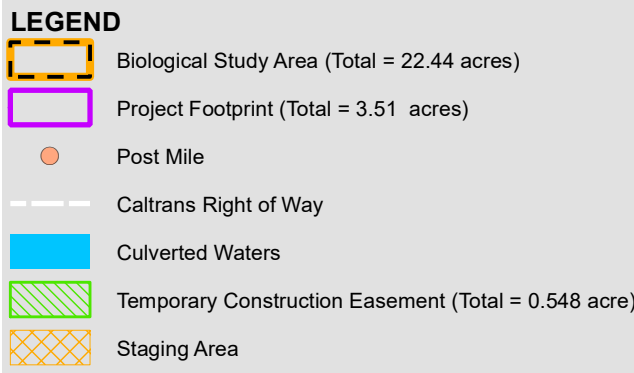 LEGEND
Biological Study Area (Total = 22.44 acres)
Project Footprint (Total = 3.51 acres)
Post Mile
Caltrans Right of Way
Culverted Waters
Temporary Construction Easement (Total = 0.548 acre)
Staging Area